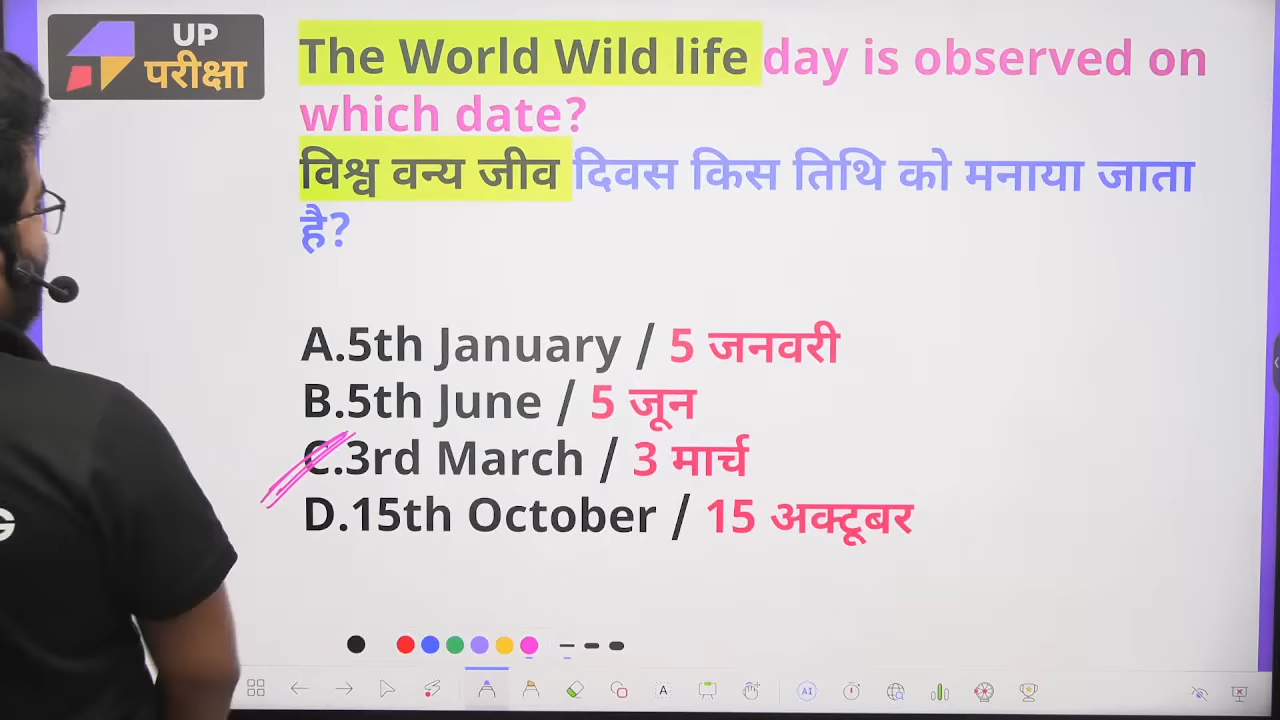 UP
परीक्षा
The World Wild life day is observed on
which date?
विश्व वन्य जीव दिवस किस तिथि को मनाया जाता
है?
A.5th January / 5 जनवरी
B.5th June / 5 जून
C.3rd March / 3 मार्च
D.15th October / 15 अक्टूबर
G
A
AI